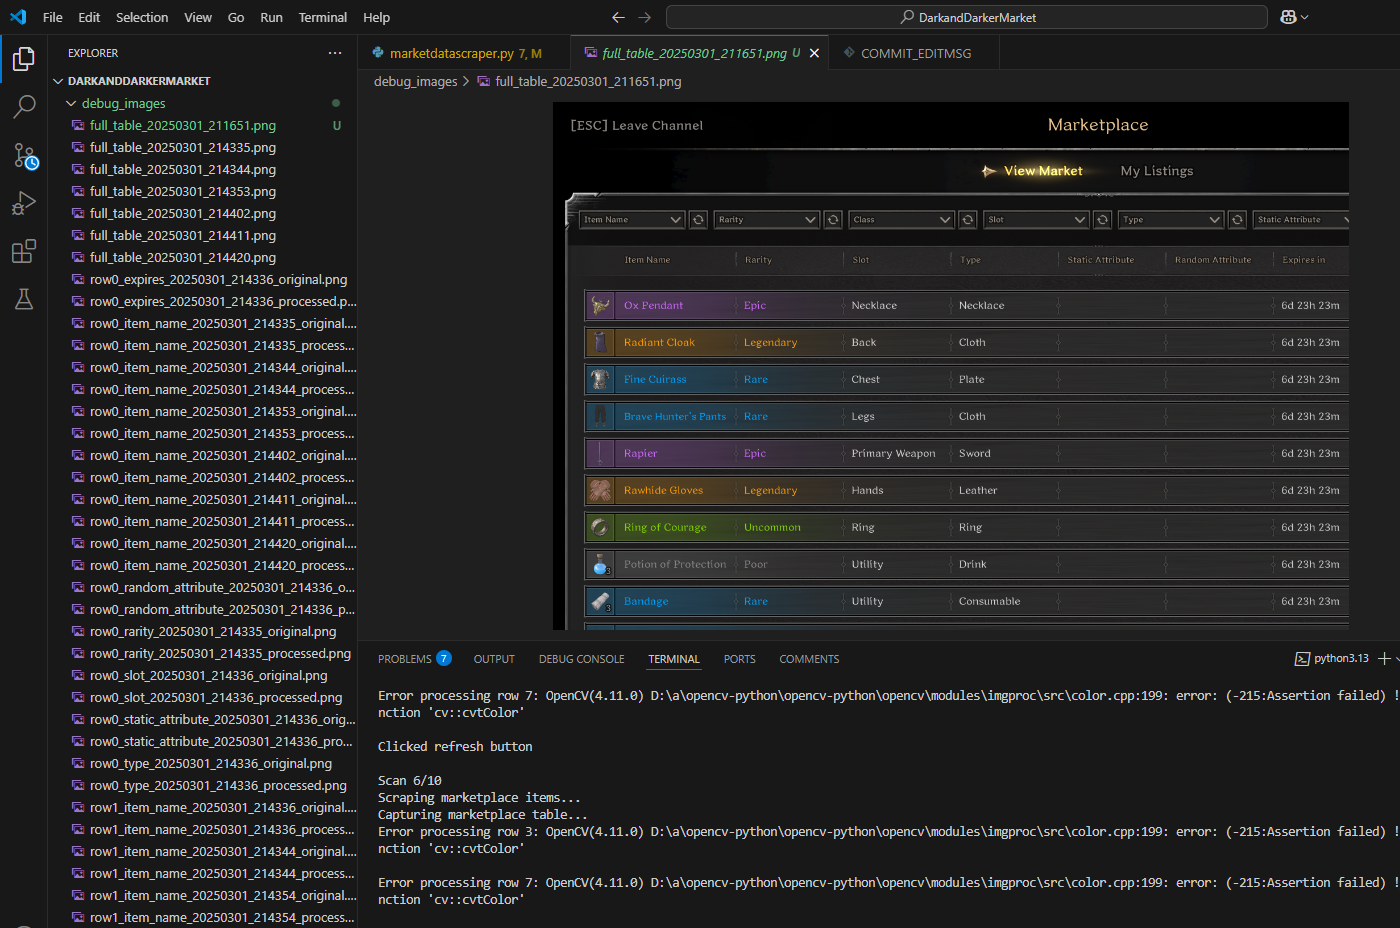 File Edit Selection View Go Run Terminal Help
DarkandDarkerMarket
EXPLORER
DARKANDDARKERMARKET
debug_images
full_table_20250301_211651.png U
full_table_20250301_214335.png
full_table_20250301_214344.png
full_table_20250301_214353.png
full_table_20250301_214402.png
full_table_20250301_214411.png
full_table_20250301_214420.png
row0_expires_20250301_214336_original.png
row0_expires_20250301_214336_processed.p...
row0_item_name_20250301_214335_original....
row0_item_name_20250301_214335_process...
row0_item_name_20250301_214344_original....
row0_item_name_20250301_214344_process...
row0_item_name_20250301_214353_original....
row0_item_name_20250301_214353_process...
row0_item_name_20250301_214402_original....
row0_item_name_20250301_214402_process...
row0_item_name_20250301_214411_original....
row0_item_name_20250301_214411_process...
row0_item_name_20250301_214420_original....
row0_item_name_20250301_214420_process...
row0_random_attribute_20250301_214336_o...
row0_random_attribute_20250301_214336_p...
row0_rarity_20250301_214335_original.png
row0_rarity_20250301_214335_processed.png
row0_slot_20250301_214336_original.png
row0_slot_20250301_214336_processed.png
row0_static_attribute_20250301_214336_orig...
row0_static_attribute_20250301_214336_pro...
row0_type_20250301_214336_original.png
row0_type_20250301_214336_processed.png
row1_item_name_20250301_214336_original....
row1_item_name_20250301_214336_process...
row1_item_name_20250301_214344_original....
row1_item_name_20250301_214344_process...
row1_item_name_20250301_214354_original....
row1_item_name_20250301_214354_process...
marketdatascraper.py 7, M
full_table_20250301_211651.png U
COMMIT_EDITMSG
debug_images > full_table_20250301_211651.png
[ESC] Leave Channel
Marketplace
View Market My Listings
Item Name Rarity Class Slot Type Static Attribute
Item Name Rarity Slot Type Static Attribute Random Attribute Expires in
Ox Pendant Epic Necklace Necklace 6d 23h 23m
Radiant Cloak Legendary Back Cloth 6d 23h 23m
Fine Cuirass Rare Chest Plate 6d 23h 23m
Brave Hunter's Pants Rare Legs Cloth 6d 23h 23m
Rapier Epic Primary Weapon Sword 6d 23h 23m
Rawhide Gloves Legendary Hands Leather 6d 23h 23m
Ring of Courage Uncommon Ring Ring 6d 23h 23m
3 Potion of Protection Poor Utility Drink 6d 23h 23m
3 Bandage Rare Utility Consumable 6d 23h 23m
PROBLEMS 7 OUTPUT DEBUG CONSOLE TERMINAL PORTS COMMENTS
python3.13
Error processing row 7: OpenCV(4.11.0) D:\a\opencv-python\opencv-python\opencv\modules\imgproc\src\color.cpp:199: error: (-215:Assertion failed) !
nction 'cv::cvtColor'
Clicked refresh button
Scan 6/10
Scraping marketplace items...
Capturing marketplace table...
Error processing row 3: OpenCV(4.11.0) D:\a\opencv-python\opencv-python\opencv\modules\imgproc\src\color.cpp:199: error: (-215:Assertion failed) !
nction 'cv::cvtColor'
Error processing row 7: OpenCV(4.11.0) D:\a\opencv-python\opencv-python\opencv\modules\imgproc\src\color.cpp:199: error: (-215:Assertion failed) !
nction 'cv::cvtColor'